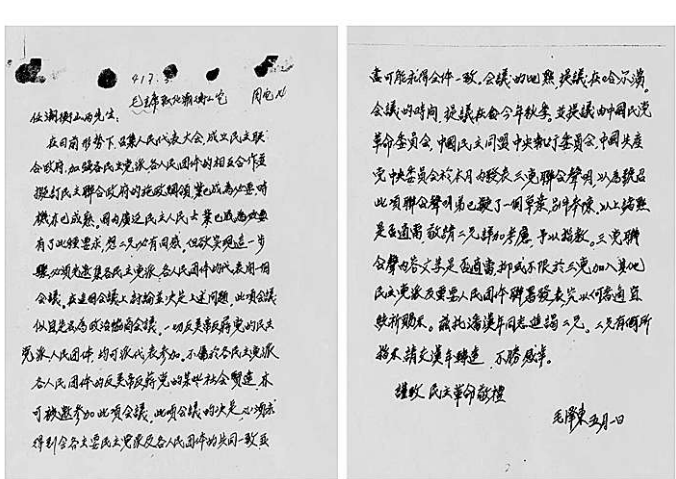 417.
毛主席致任潮衡山电
任潮衡山两先生:
在目前形势下,召集人民代表大会,成立民主联
合政府,加强各民主党派各人民团体的相互合作并
拟订民主联合政府的施政纲领,业已成为必要,时
机亦已成熟。国内广大民主人民士业已成为
有了此种要求,想二兄必有同感。但欲实现这一步
骤,必须先邀集各民主党派各人民团体的代表开一个
会议。在这个会议上讨论并决定上述问题。此项会议
似宜定名为政治协商会议。一切反美帝反蒋党的民主
党派人民团体,均可派代表参加。不属于各民主党派
各人民团体的反美帝反蒋党的某些社会贤达,亦
可被邀参加此项会议。此项会议的决定,必须求
得到会各主要民主党派及各人民团体的共同一致,并
尽可能求得全体一致。会议的地点,提议在哈尔滨。
会议的时间,提议在今年秋季。并提议由中国民党
革命委员会,中国民主同盟中央执行委员会,中国共产
党中央委员会于本月内发表三党联合声明,以为号召
此项联合声明弟已拟了一个草案,另件奉陈。以上诸点
是否适当,敬请二兄详加考虑,予以指教。三党联
合声内容文字是否适当,抑或不限于三党,加入其他
民主党派及重要人民团体联署发表,究以何者适宜
统祈赐示。兹托潘汉年同志进谒二兄。二兄有何所
指示,请交汉年转达,不胜感幸。
谨致 民主革命敬礼
毛泽东 五月一日